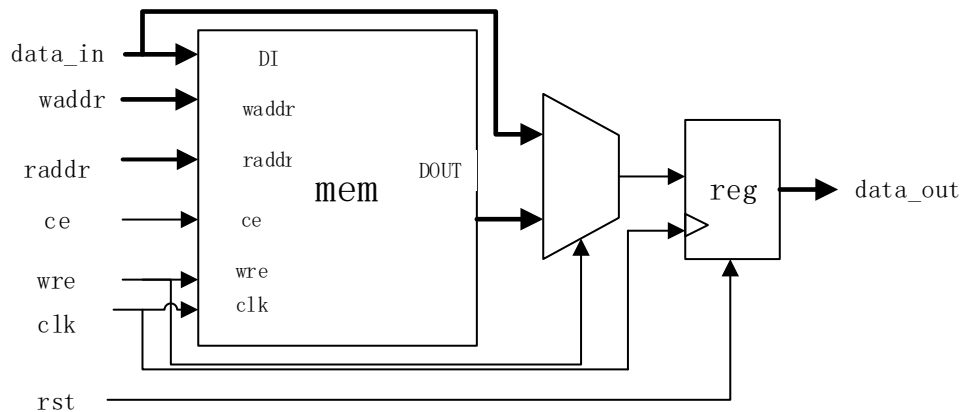 data_in
waddr
raddr
ce
wre
clk
rst
DI
waddr
raddr
mem
DOUT
ce
wre
clk
reg
data_out